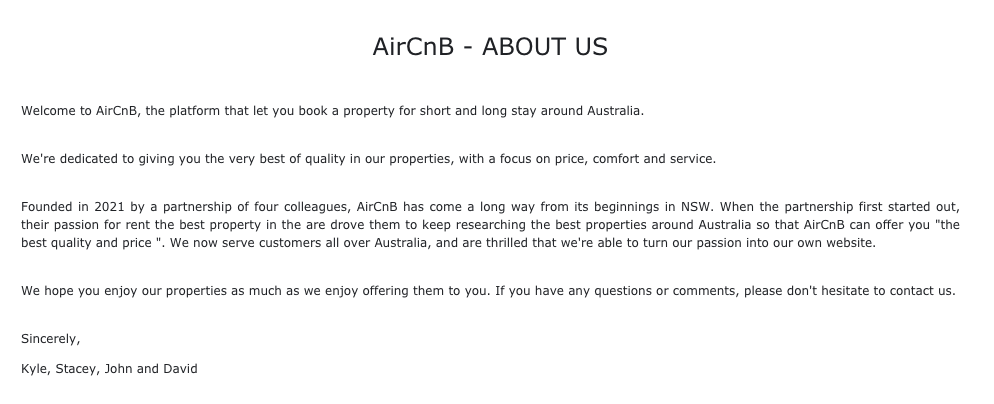 AirCnB - ABOUT US
Welcome to AirCnB, the platform that let you book a property for short and long stay around Australia.
We're dedicated to giving you the very best of quality in our properties, with a focus on price, comfort and service.
Founded in 2021 by a partnership of four colleagues, AirCnB has come a long way from its beginnings in NSW. When the partnership first started out,
their passion for rent the best property in the are drove them to keep researching the best properties around Australia so that AirCnB can offer you "the
best quality and price ". We now serve customers all over Australia, and are thrilled that we're able to turn our passion into our own website.
We hope you enjoy our properties as much as we enjoy offering them to you. If you have any questions or comments, please don't hesitate to contact us.
Sincerely,
Kyle, Stacey, John and David